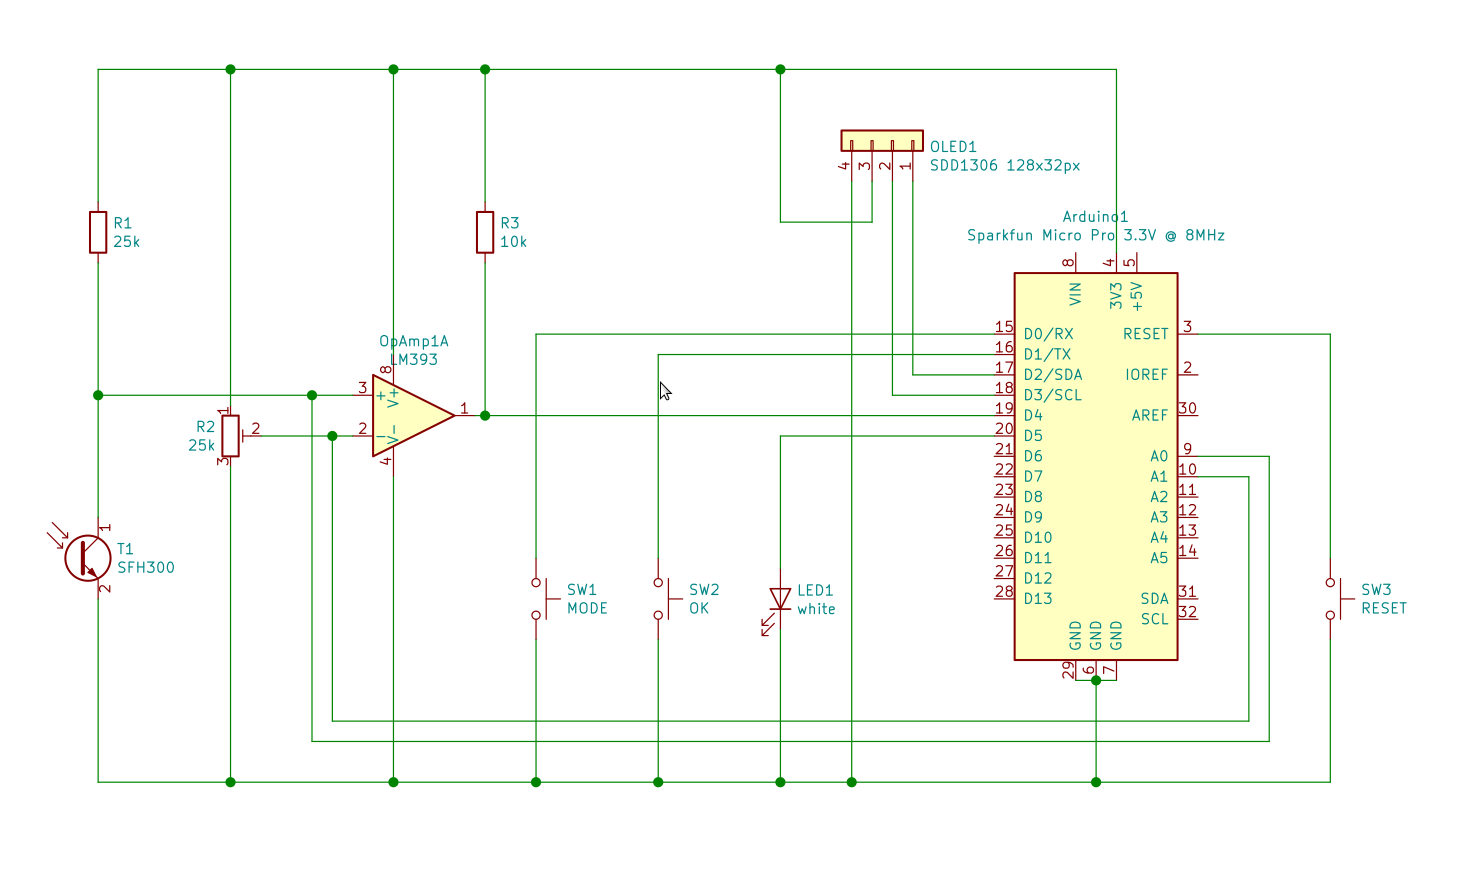 OLED1
SDD1306 128x32px
4
3
2
1
Arduino1
Sparkfun Micro Pro 3.3V @ 8MHz
R1
25k
R3
10k
8
4
5
VIN
3V3
+5V
15 D0/RX
16 D1/TX
17 D2/SDA
18 D3/SCL
19 D4
20 D5
21 D6
22 D7
23 D8
24 D9
25 D10
26 D11
27 D12
28 D13
RESET 3
IOREF 2
AREF 30
A0 9
A1 10
A2 11
A3 12
A4 13
A5 14
SDA 31
SCL 32
GND
GND
GND
29
6
7
OpAmp1A
LM393
8
3
+
V+
1
2
−
V−
4
1
R2
25k
2
3
1
T1
SFH300
2
SW1
MODE
SW2
OK
LED1
white
SW3
RESET